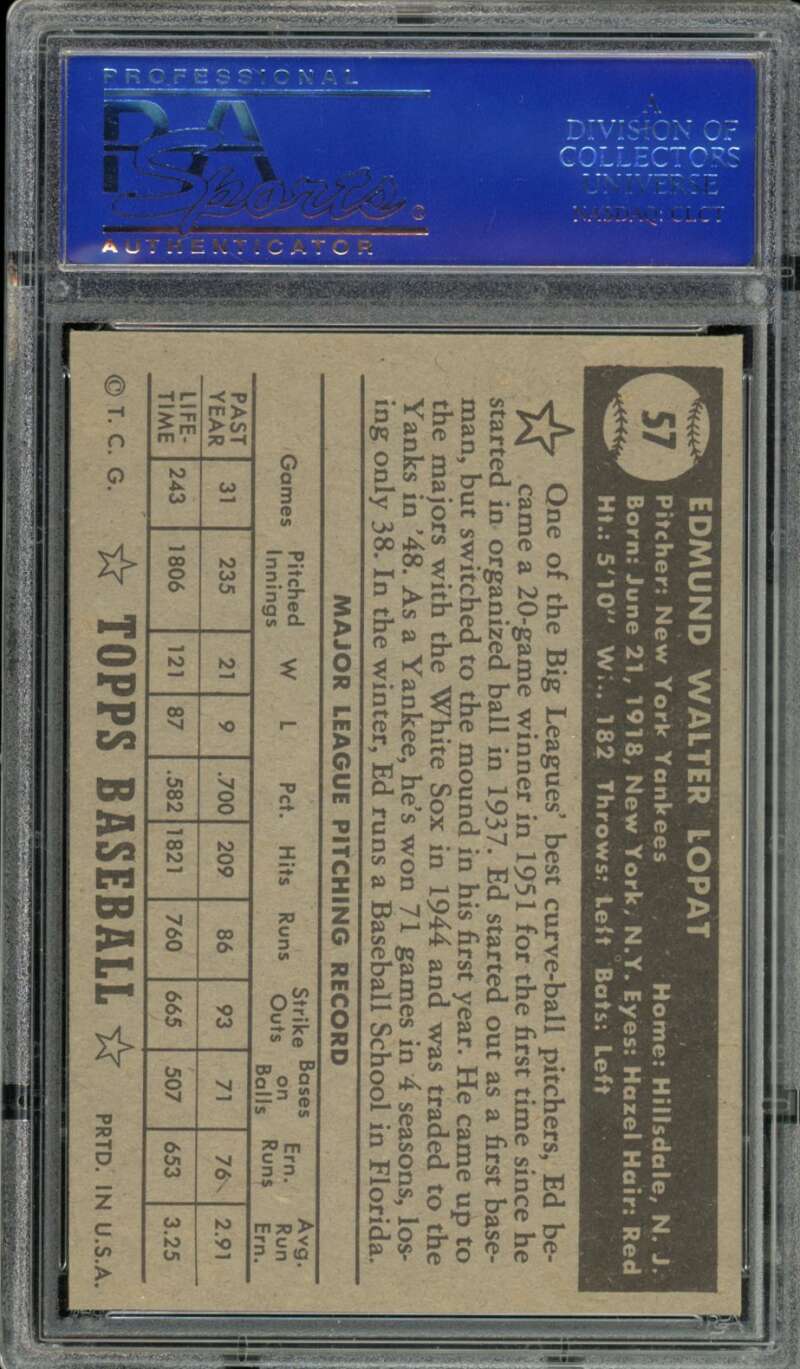 PROFESSIONAL
PSA
Sports®
AUTHENTICATOR
A
DIVISION OF
COLLECTORS
UNIVERSE
NASDAQ: CLCT
57
EDMUND WALTER LOPAT
Pitcher: New York Yankees Home: Hillsdale, N. J.
Born: June 21, 1918, New York, N.Y. Eyes: Hazel Hair: Red
Ht.: 5'10" W.. 182 Throws: Left Bats: Left
One of the Big Leagues' best curve-ball pitchers, Ed be-
came a 20-game winner in 1951 for the first time since he
started in organized ball in 1937. Ed started out as a first base-
man, but switched to the mound in his first year. He came up to
the majors with the White Sox in 1944 and was traded to the
Yanks in '48. As a Yankee, he's won 71 games in 4 seasons, los-
ing only 38. In the winter, Ed runs a Baseball School in Florida.
MAJOR LEAGUE PITCHING RECORD
Games Pitched Innings W L Pct. Hits Runs Strike Outs Bases on Balls Ern. Runs Avg. Run Ern.
PAST YEAR 31 235 21 9 .700 209 86 93 71 76 2.91
LIFE-TIME 243 1806 121 87 .582 1821 760 665 507 653 3.25
© T. C. G. TOPPS BASEBALL PRTD. IN U.S.A.